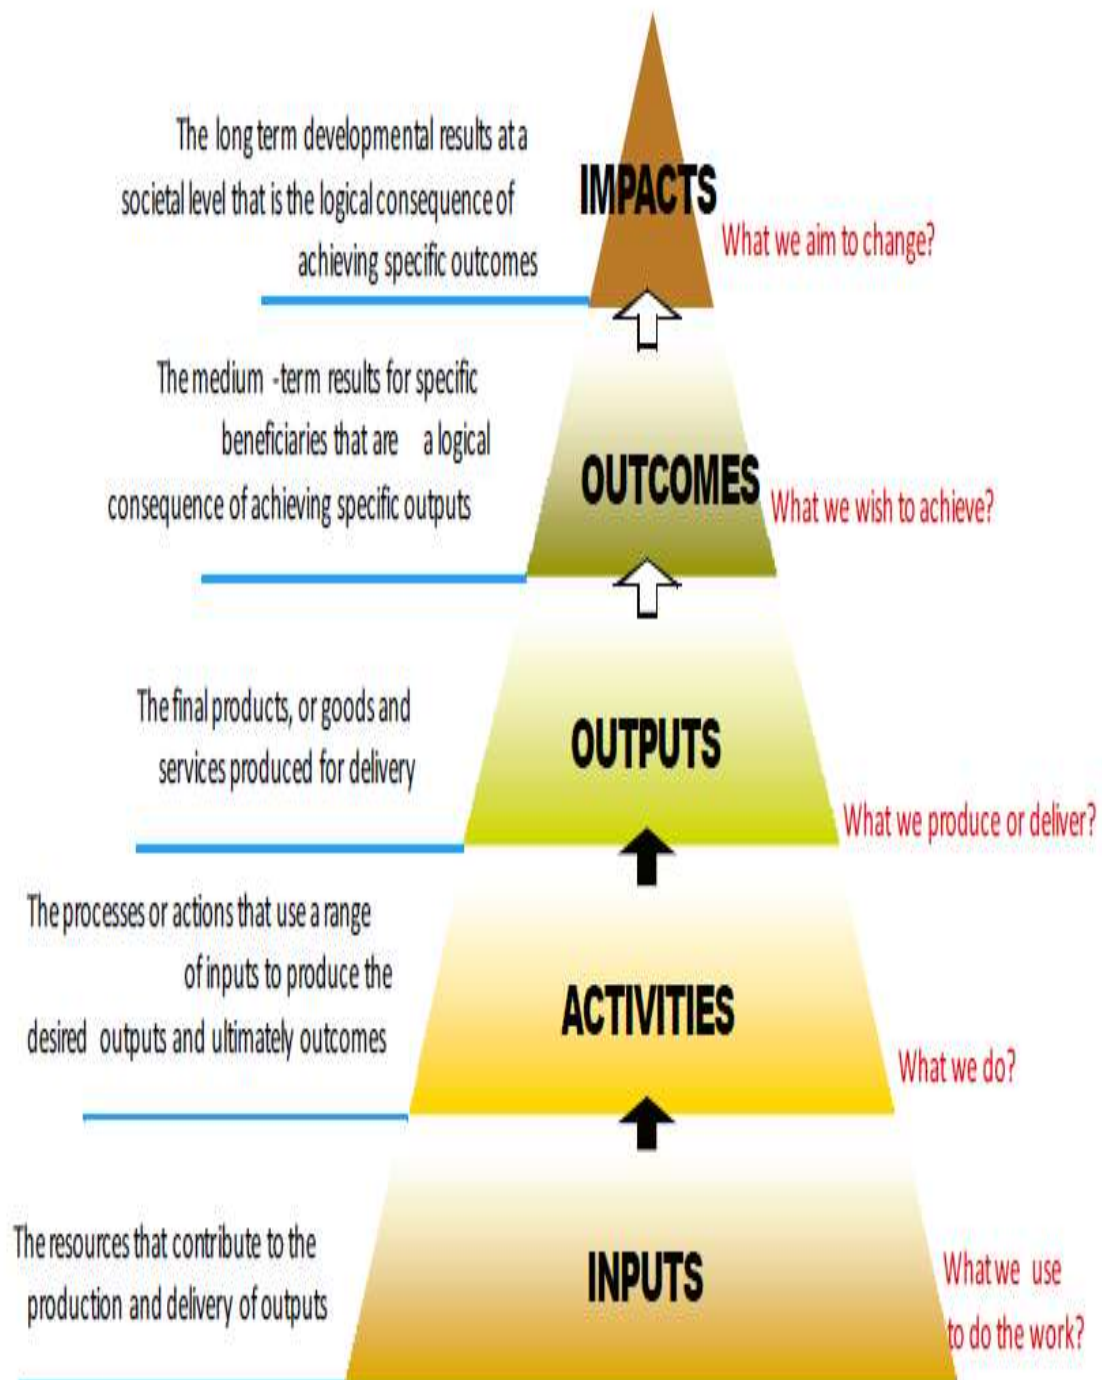 The long term developmental results at a
societal level that is the logical consequence of
achieving specific outcomes
IMPACTS
What we aim to change?
The medium -term results for specific
beneficiaries that are a logical
consequence of achieving specific outputs
OUTCOMES
What we wish to achieve?
The final products, or goods and
services produced for delivery
OUTPUTS
What we produce or deliver?
The processes or actions that use a range
of inputs to produce the
desired outputs and ultimately outcomes
ACTIVITIES
What we do?
The resources that contribute to the
production and delivery of outputs
INPUTS
What we use
to do the work?